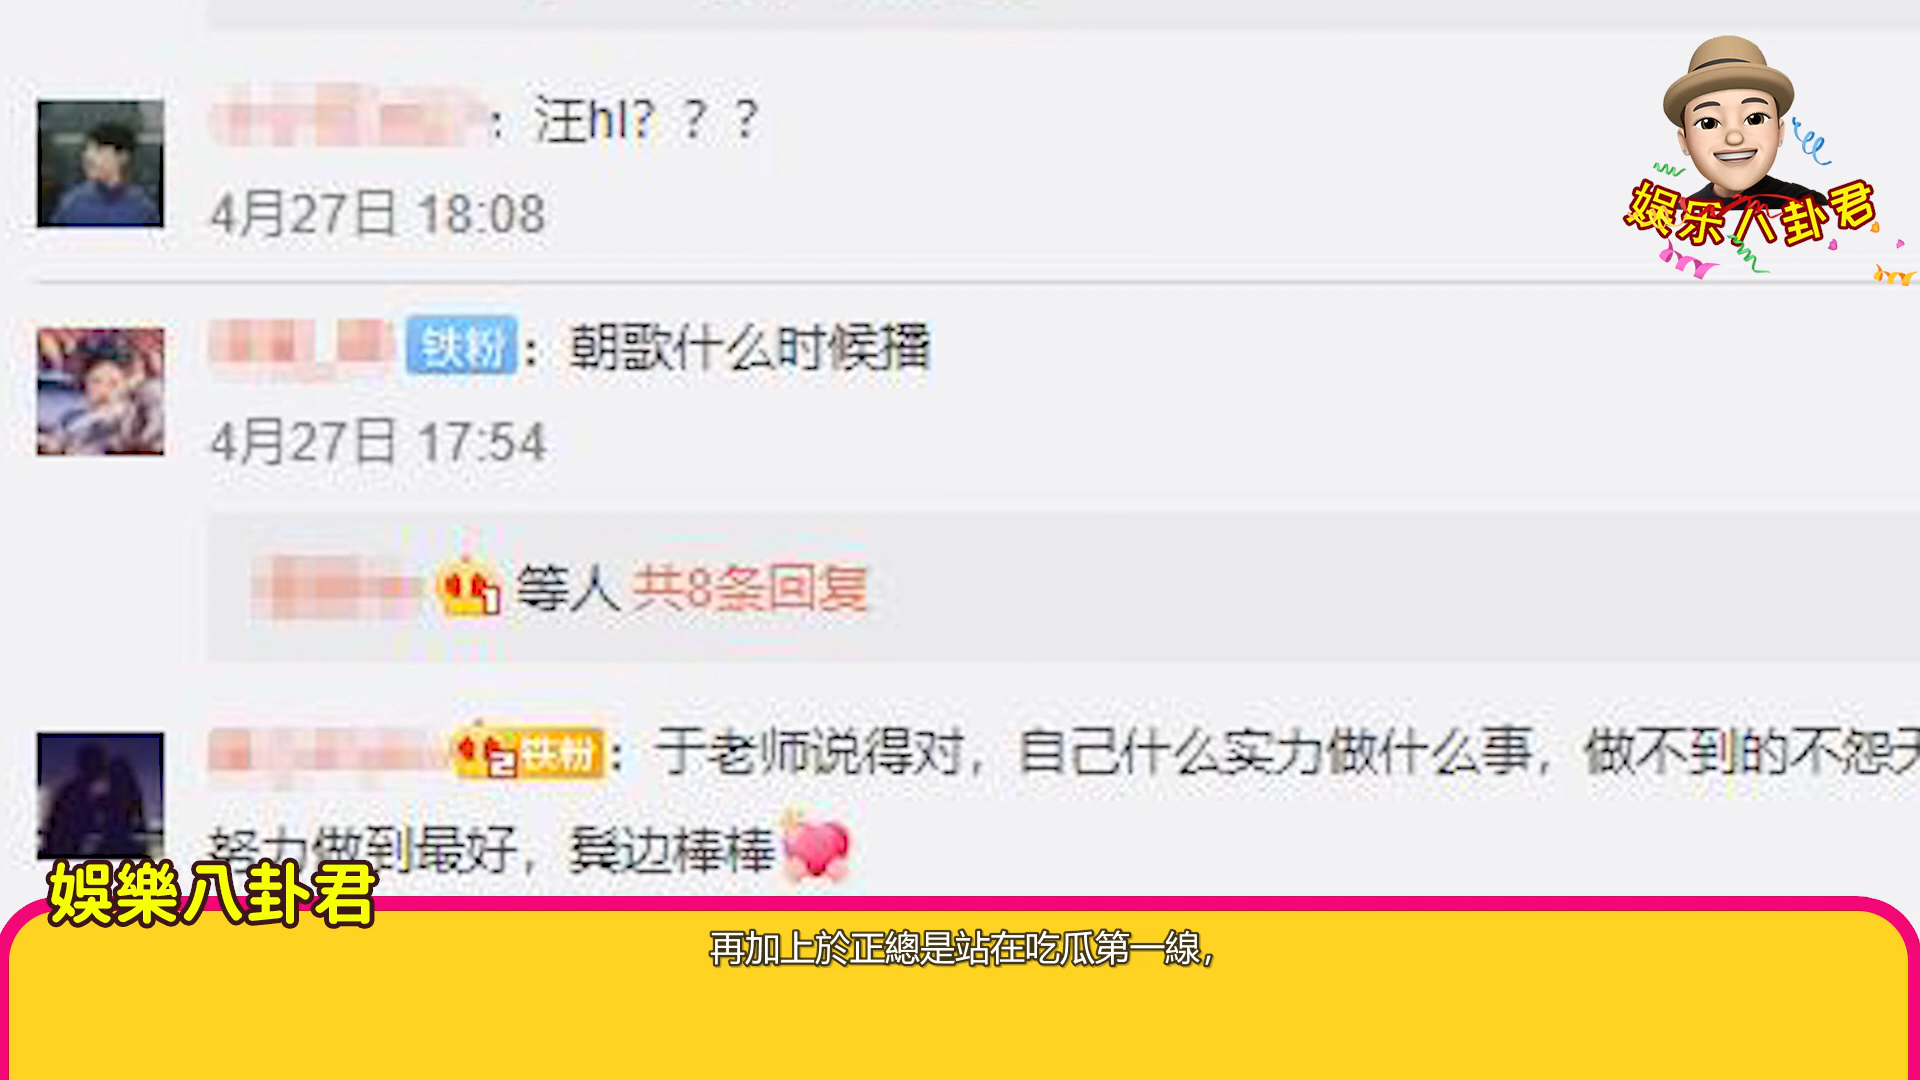 ：汪hl？？？
4月27日 18:08
娱乐八卦君
铁粉：朝歌什么时候播
4月27日 17:54
1等人 共8条回复
2铁粉：于老师说得对，自己什么实力做什么事，做不到的不怨天
努力做到最好，鬓边棒棒
娛樂八卦君
再加上於正總是站在吃瓜第一線，